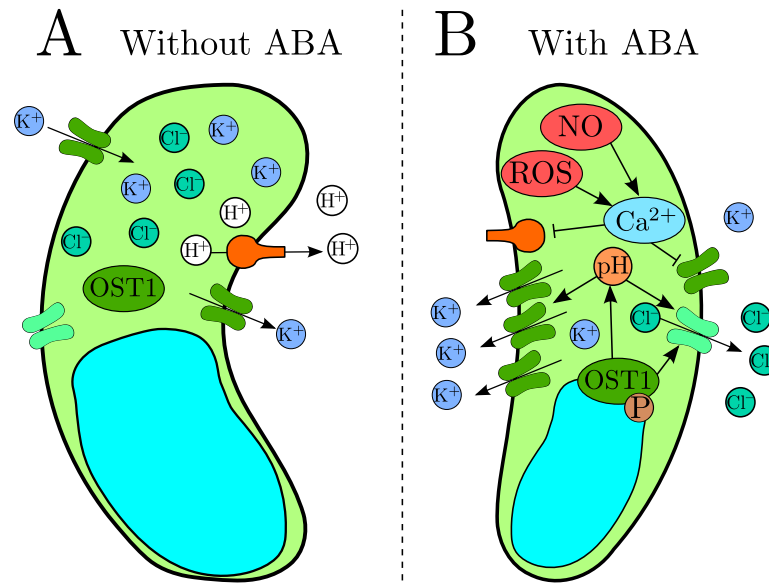 A Without ABA
K⁺
Cl⁻
K⁺
K⁺
K⁺
Cl⁻
H⁺
H⁺
Cl⁻
Cl⁻
H⁺
H⁺
OST1
K⁺
B With ABA
NO
ROS
Ca²⁺
K⁺
pH
K⁺
Cl⁻
Cl⁻
K⁺
K⁺
Cl⁻
OST1
K⁺
P
Cl⁻